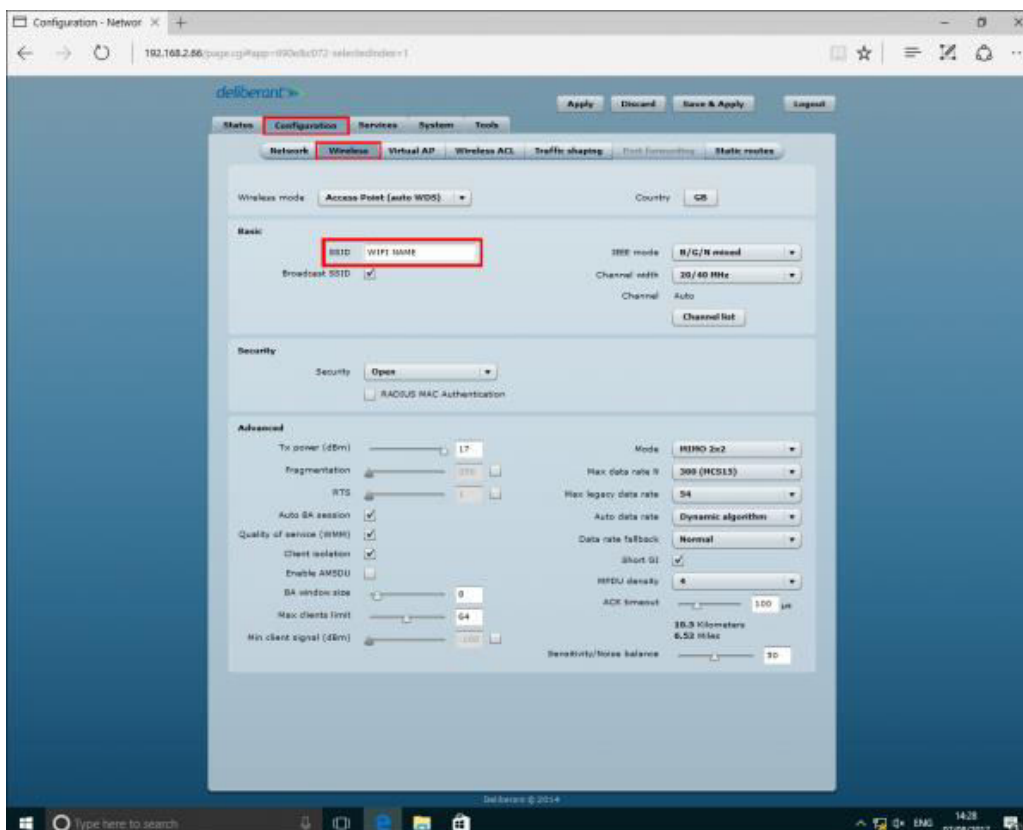 Configuration - Networ
192.168.2.66
deliberant
Apply Discard Save & Apply Logout
Status Configuration Services System Tools
Network Wireless Virtual AP Wireless ACL Traffic shaping Port forwarding Static routes
Wireless mode Access Point (auto WDS) Country GB
Basic
SSID WIFI NAME IEEE mode B/G/N mixed
Broadcast SSID Channel width 20/40 MHz
Channel Auto
Channel list
Security
Security Open
RADIUS MAC Authentication
Advanced
Tx power (dBm) 17 Mode MIMO 2x2
Fragmentation Max data rate N 300 (MCS15)
RTS Max legacy data rate 54
Auto BA session Auto data rate Dynamic algorithm
Quality of service (WMM) Data rate fallback Normal
Client isolation Short GI
Enable AMSDU MPDU density 4
BA window size 8 ACK timeout 100 µs
Max clients limit 64 10.5 Kilometers
Min client signal (dBm) 6.52 Miles
Sensitivity/Noise balance 50
Deliberant © 2014
Type here to search ENG 14:28